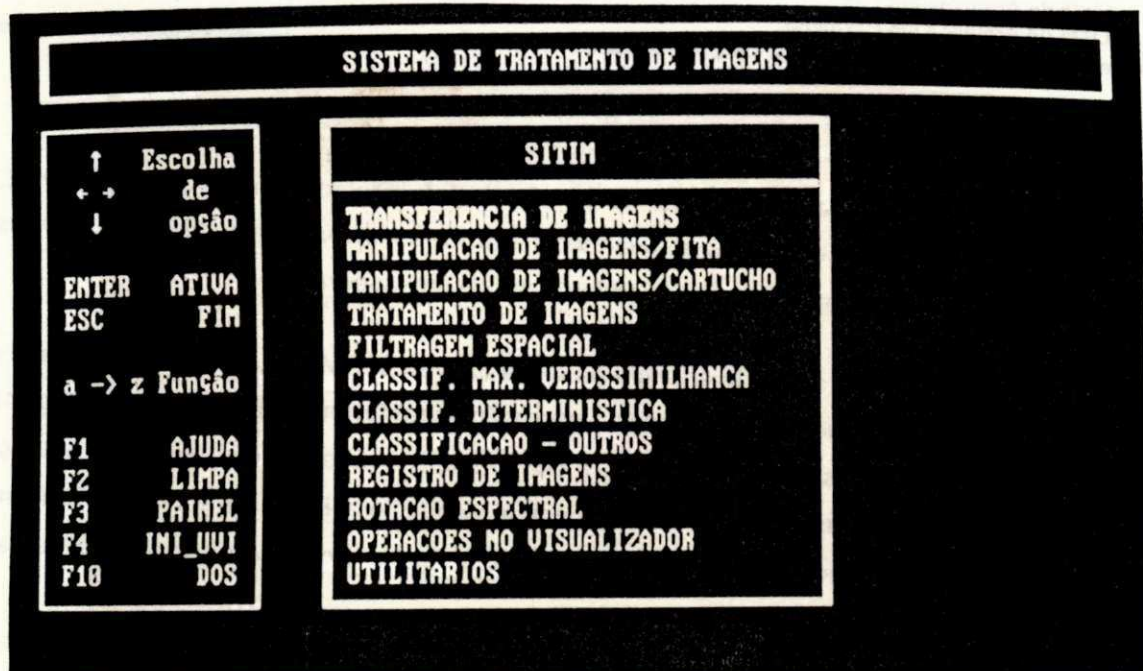 SISTEMA DE TRATAMENTO DE IMAGENS
↑ Escolha
← → de
↓ opção
ENTER ATIVA
ESC FIM
a -> z Função
F1 AJUDA
F2 LIMPA
F3 PAINEL
F4 INI_UVI
F10 DOS
SITIM
TRANSFERENCIA DE IMAGENS
MANIPULACAO DE IMAGENS/FITA
MANIPULACAO DE IMAGENS/CARTUCHO
TRATAMENTO DE IMAGENS
FILTRAGEM ESPACIAL
CLASSIF. MAX. VEROSSIMILHANCA
CLASSIF. DETERMINISTICA
CLASSIFICACAO - OUTROS
REGISTRO DE IMAGENS
ROTACAO ESPECTRAL
OPERACOES NO VISUALIZADOR
UTILITARIOS